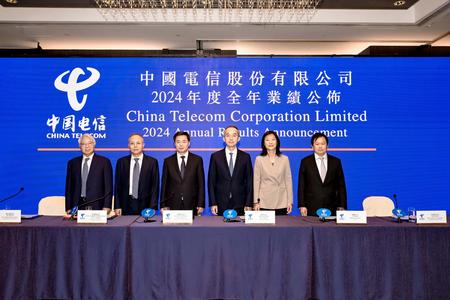 中國電信股份有限公司
2024年度全年業績公佈
China Telecom Corporation Limited
2024 Annual Results Announcement
中国电信
CHINA TELECOM